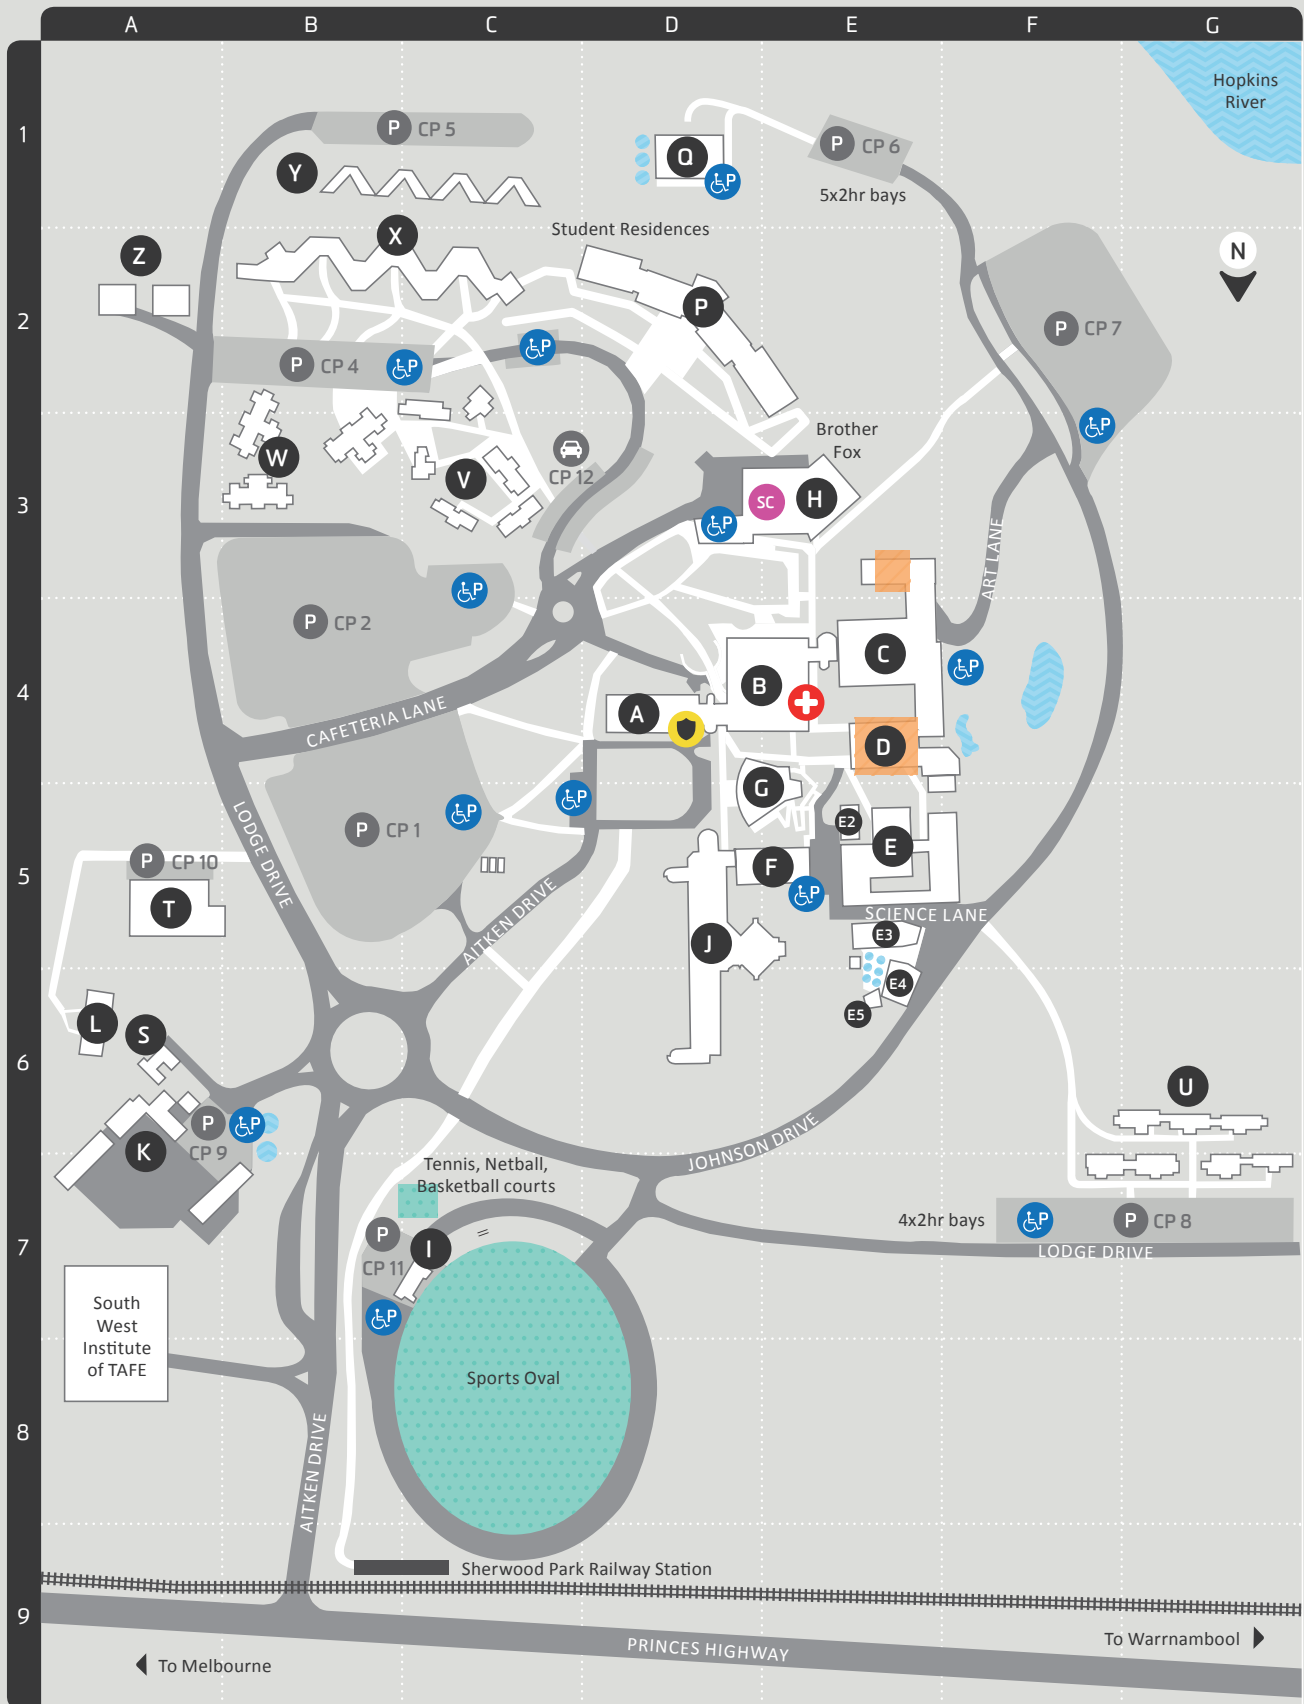 A B C D E F G
1
2
3
4
5
6
7
8
9
Hopkins
River
P CP 5
Y
Q
P
P CP 6
5x2hr bays
X
Student Residences
Z
N
P
P CP 7
P CP 4
P
P
P
W
V
CP 12
Brother
Fox
SC
H
P
P
P CP 2
ART LANE
C
P
B
A
D
CAFETERIA LANE
G
P
P CP 1
P
E2
E
LODGE DRIVE
P CP 10
T
F
P
AITKEN DRIVE
SCIENCE LANE
E3
J
E4
E5
L
S
P
CP 9
P
K
U
JOHNSON DRIVE
Tennis, Netball,
Basketball courts
P
CP 11
I
P
4x2hr bays
P
P CP 8
LODGE DRIVE
South
West
Institute
of TAFE
Sports Oval
AITKEN DRIVE
Sherwood Park Railway Station
PRINCES HIGHWAY
To Warrnambool
To Melbourne